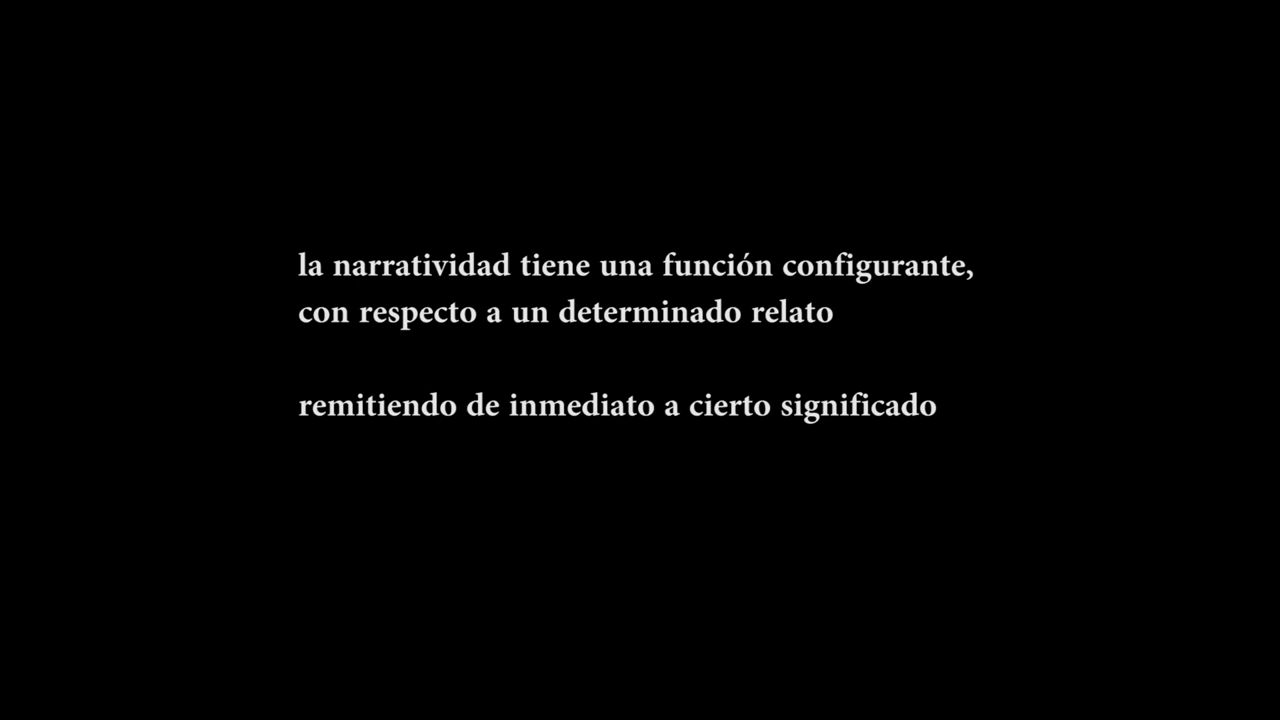 la narratividad tiene una función configurante,
con respecto a un determinado relato
remitiendo de inmediato a cierto significado